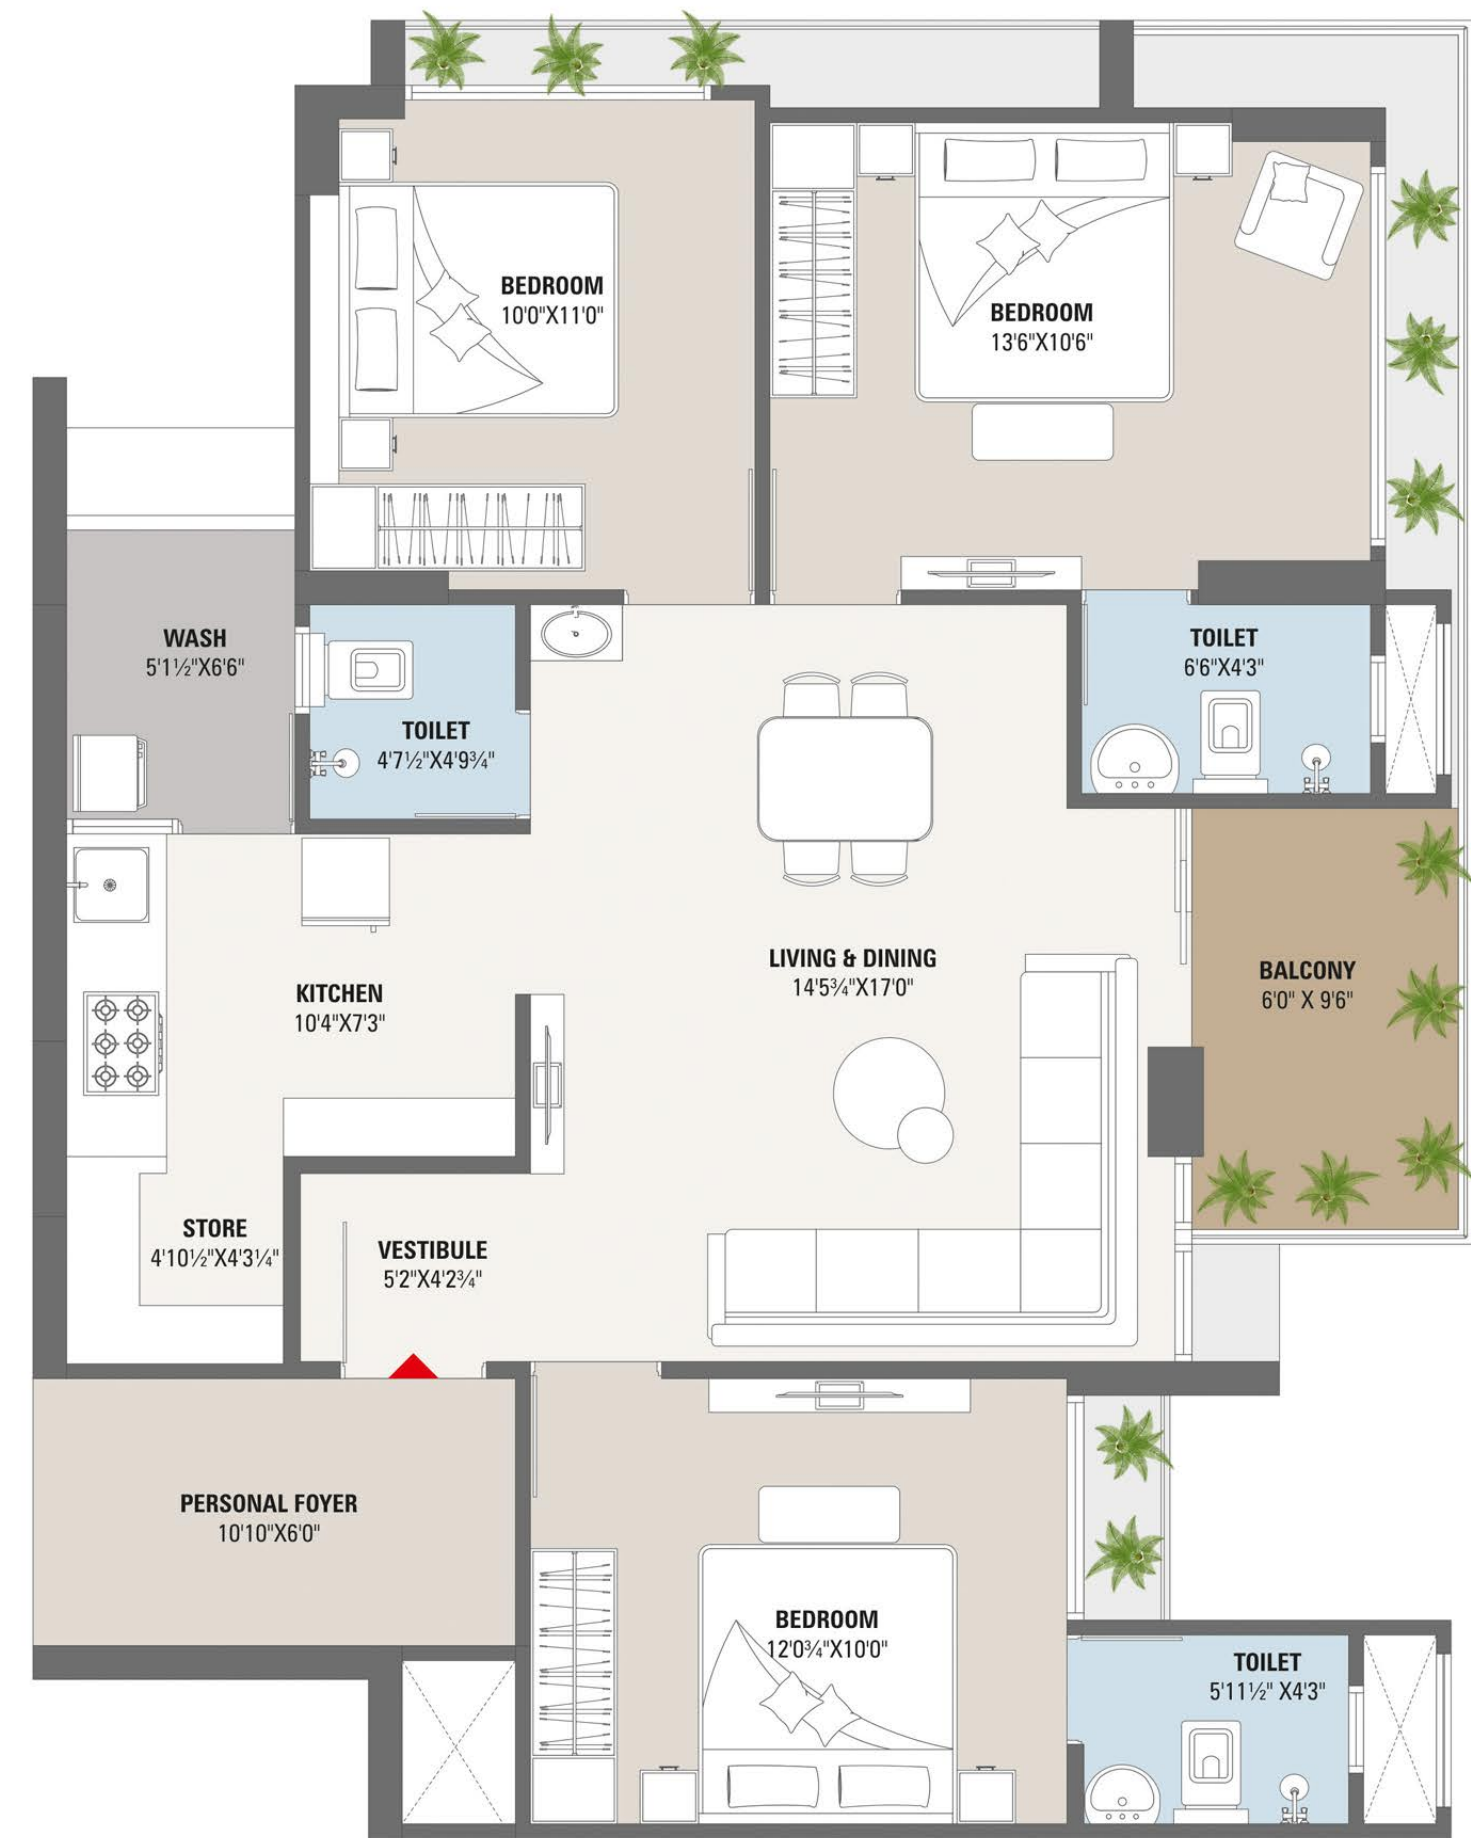 BEDROOM
10'0"X11'0"
BEDROOM
13'6"X10'6"
WASH
5'1½"X6'6"
TOILET
4'7½"X4'9¾"
TOILET
6'6"X4'3"
LIVING & DINING
14'5¾"X17'0"
BALCONY
6'0" X 9'6"
KITCHEN
10'4"X7'3"
STORE
4'10½"X4'3¼"
VESTIBULE
5'2"X4'2¾"
PERSONAL FOYER
10'10"X6'0"
BEDROOM
12'0¾"X10'0"
TOILET
5'11½" X4'3"